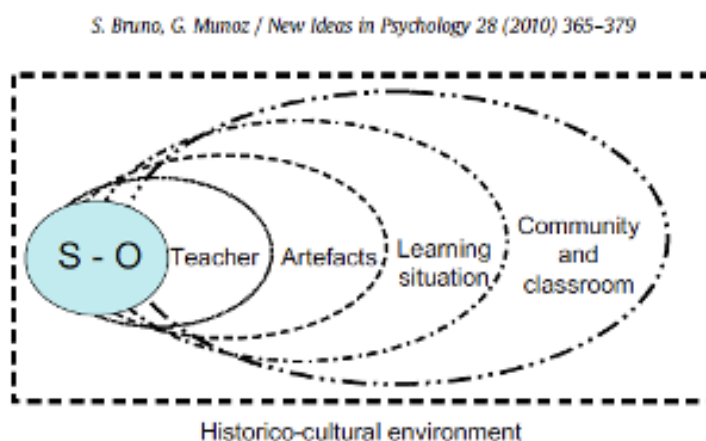 S. Bruno, G. Munoz / New Ideas in Psychology 28 (2010) 365–379
S - O
Teacher
Artefacts
Learning
situation
Community
and
classroom
Historico-cultural environment